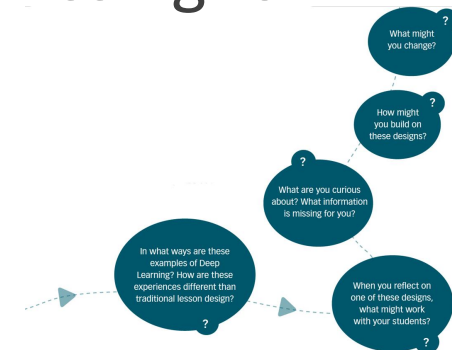 ?
What might
you change?
?
How might
you build on
these designs?
?
What are you curious
about? What information
is missing for you?
In what ways are these
examples of Deep
Learning? How are these
experiences different than
traditional lesson design?
?
When you reflect on
one of these designs,
what might work
with your students?
?